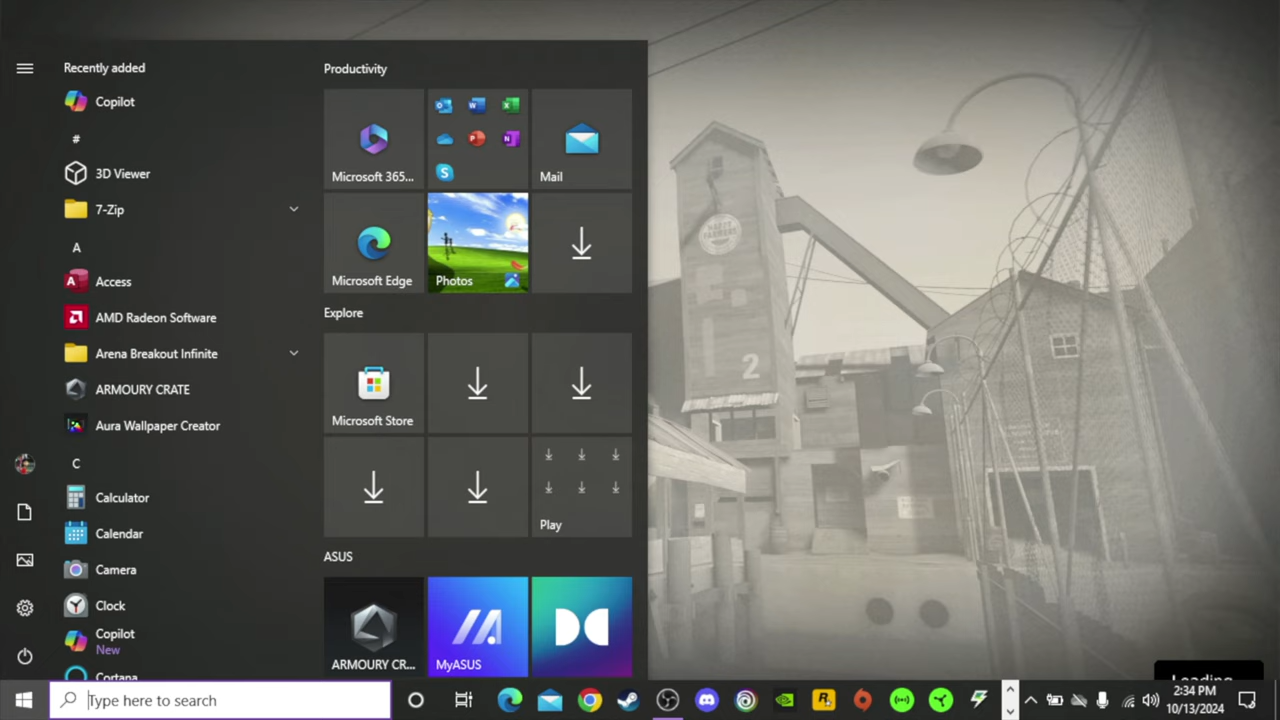 Recently added
Copilot
#
3D Viewer
7-Zip
A
Access
AMD Radeon Software
Arena Breakout Infinite
ARMOURY CRATE
Aura Wallpaper Creator
C
Calculator
Calendar
Camera
Clock
Copilot
New
Cortana
Productivity
Microsoft 365...
Mail
Microsoft Edge
Photos
Explore
Microsoft Store
Play
ASUS
ARMOURY CR...
MyASUS
2
Loading
Type here to search
2:34 PM
10/13/2024